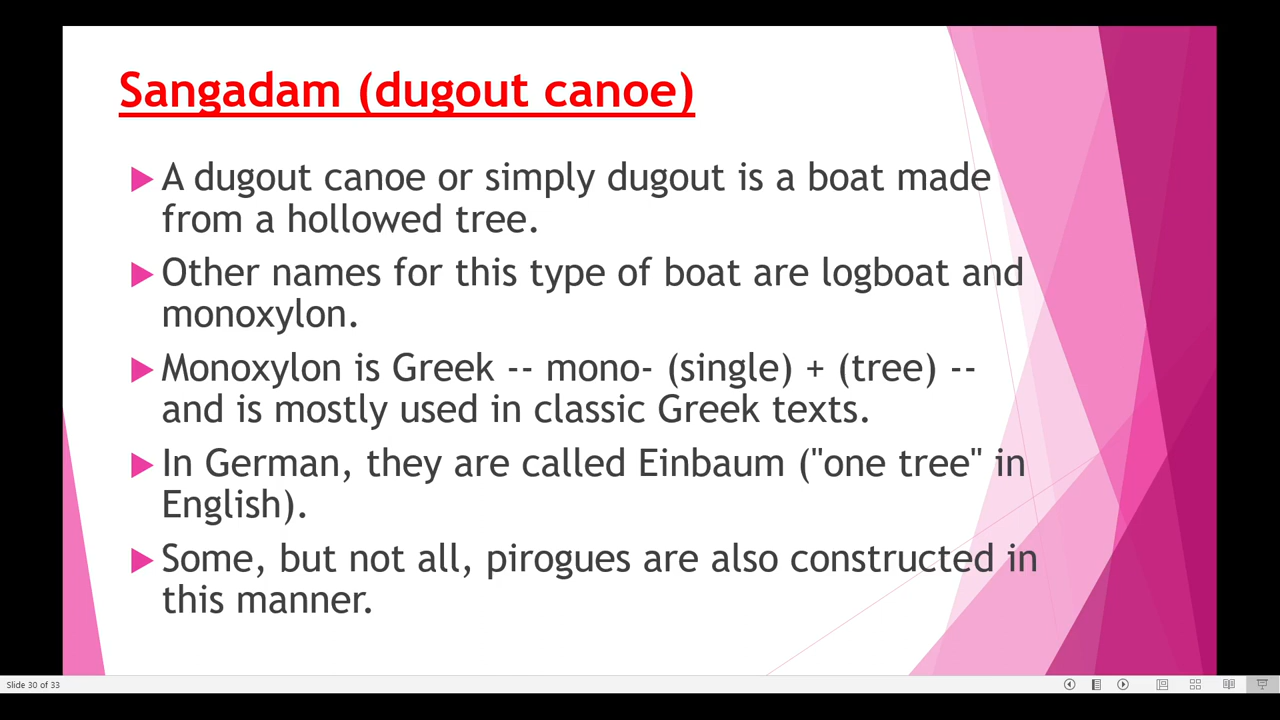 Sangadam (dugout canoe)
A dugout canoe or simply dugout is a boat made
from a hollowed tree.
Other names for this type of boat are logboat and
monoxylon.
Monoxylon is Greek -- mono- (single) + (tree) --
and is mostly used in classic Greek texts.
In German, they are called Einbaum ("one tree" in
English).
Some, but not all, pirogues are also constructed in
this manner.
Slide 30 of 33